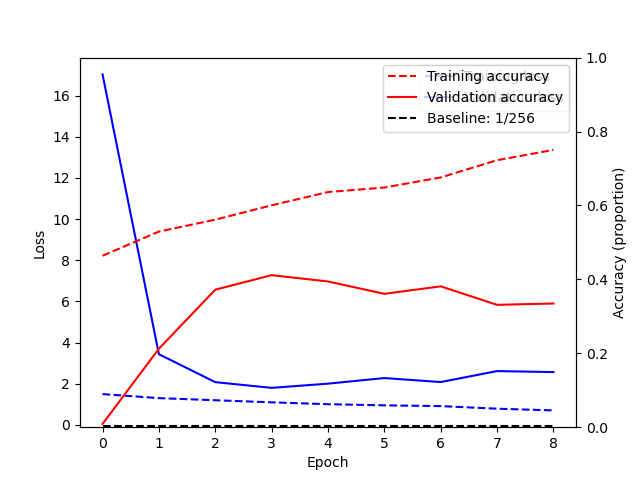 Training accuracy
Validation accuracy
Baseline: 1/256
16
14
12
10
8
6
4
2
0
Loss
1.0
0.8
0.6
0.4
0.2
0.0
Accuracy (proportion)
0 1 2 3 4 5 6 7 8
Epoch